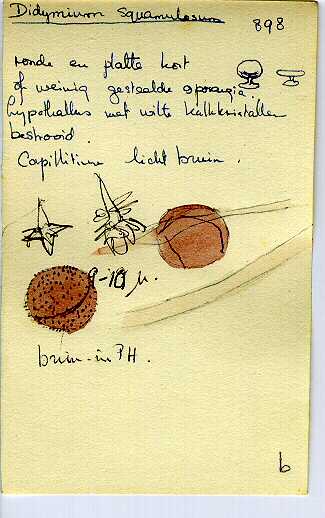 Didymium squamulosum
898
ronde en platte kort
of weinig gesteelde sporangia.
hypothallus met witte kalkkristallen
bestrooid.
Capillitium licht bruin.
9-10 µ.
bruin-in PH.
b